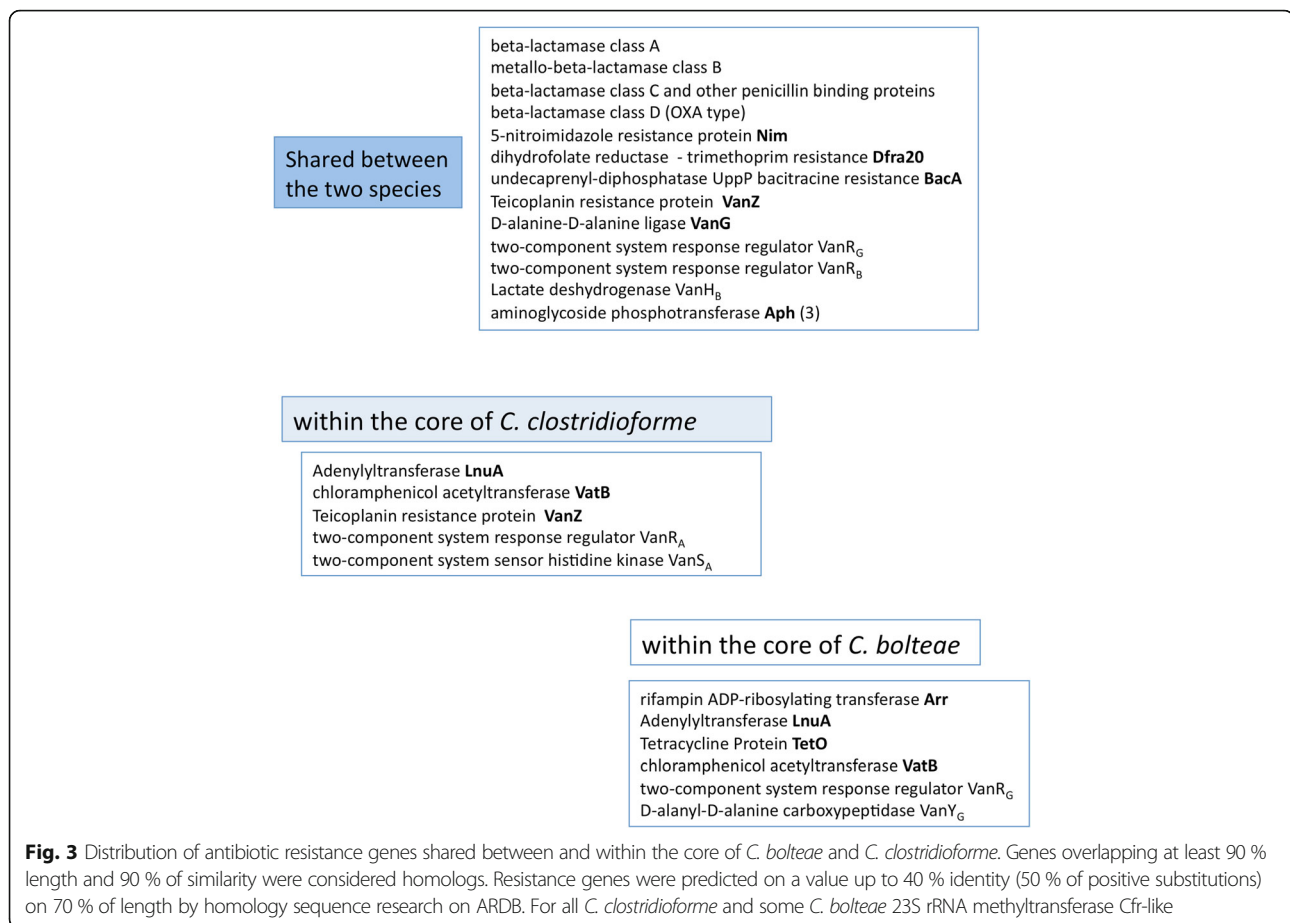 Shared between
the two species
beta-lactamase class A
metallo-beta-lactamase class B
beta-lactamase class C and other penicillin binding proteins
beta-lactamase class D (OXA type)
5-nitroimidazole resistance protein Nim
dihydrofolate reductase - trimethoprim resistance Dfra20
undecaprenyl-diphosphatase UppP bacitracine resistance BacA
Teicoplanin resistance protein VanZ
D-alanine-D-alanine ligase VanG
two-component system response regulator VanRG
two-component system response regulator VanRB
Lactate deshydrogenase VanHB
aminoglycoside phosphotransferase Aph (3)
within the core of C. clostridioforme
Adenylyltransferase LnuA
chloramphenicol acetyltransferase VatB
Teicoplanin resistance protein VanZ
two-component system response regulator VanRA
two-component system sensor histidine kinase VanSA
within the core of C. bolteae
rifampin ADP-ribosylating transferase Arr
Adenylyltransferase LnuA
Tetracycline Protein TetO
chloramphenicol acetyltransferase VatB
two-component system response regulator VanRG
D-alanyl-D-alanine carboxypeptidase VanYG
Fig. 3 Distribution of antibiotic resistance genes shared between and within the core of C. bolteae and C. clostridioforme. Genes overlapping at least 90 %
length and 90 % of similarity were considered homologs. Resistance genes were predicted on a value up to 40 % identity (50 % of positive substitutions)
on 70 % of length by homology sequence research on ARDB. For all C. clostridioforme and some C. bolteae 23S rRNA methyltransferase Cfr-like